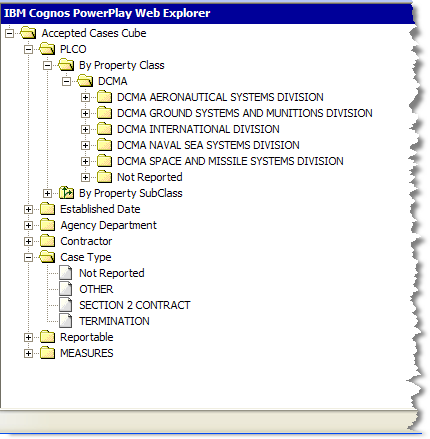 IBM Cognos PowerPlay Web Explorer
Accepted Cases Cube
PLCO
By Property Class
DCMA
DCMA AERONAUTICAL SYSTEMS DIVISION
DCMA GROUND SYSTEMS AND MUNITIONS DIVISION
DCMA INTERNATIONAL DIVISION
DCMA NAVAL SEA SYSTEMS DIVISION
DCMA SPACE AND MISSILE SYSTEMS DIVISION
Not Reported
By Property SubClass
Established Date
Agency Department
Contractor
Case Type
Not Reported
OTHER
SECTION 2 CONTRACT
TERMINATION
Reportable
MEASURES